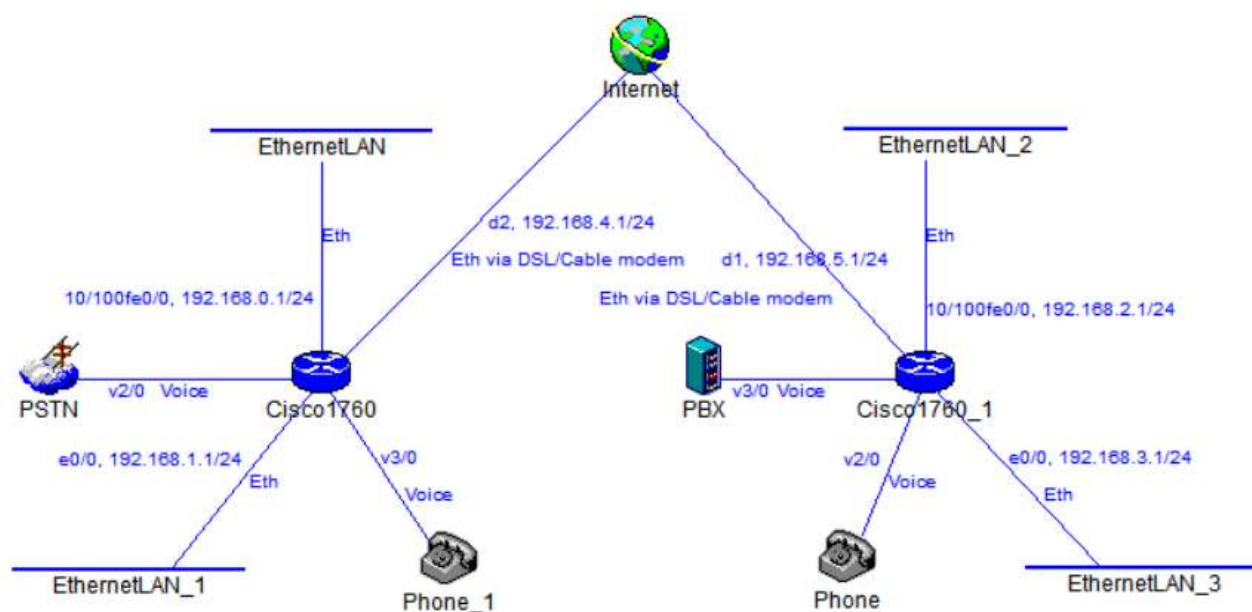 Internet
EthernetLAN
EthernetLAN_2
d2, 192.168.4.1/24
Eth
Eth
Eth via DSL/Cable modem
d1, 192.168.5.1/24
10/100fe0/0, 192.168.0.1/24
Eth via DSL/Cable modem
10/100fe0/0, 192.168.2.1/24
v2/0 Voice
v3/0 Voice
PSTN
Cisco1760
PBX
Cisco1760_1
e0/0, 192.168.1.1/24
v3/0
v2/0
e0/0, 192.168.3.1/24
Eth
Voice
Voice
Eth
EthernetLAN_1
Phone_1
Phone
EthernetLAN_3